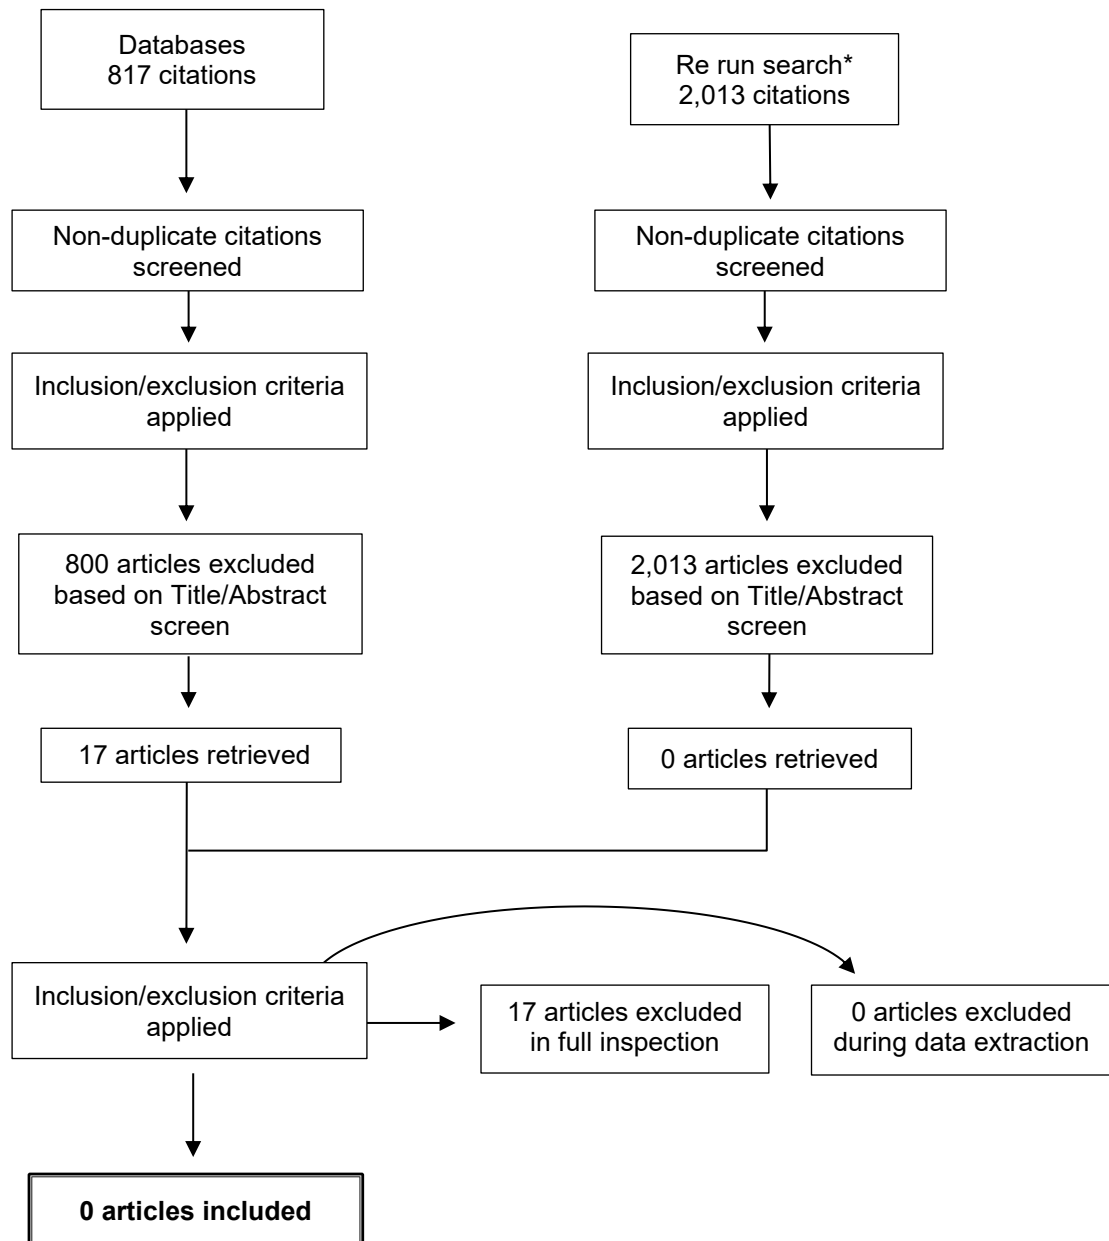 Databases
817 citations
Re run search*
2,013 citations
Non-duplicate citations
screened
Non-duplicate citations
screened
Inclusion/exclusion criteria
applied
Inclusion/exclusion criteria
applied
800 articles excluded
based on Title/Abstract
screen
2,013 articles excluded
based on Title/Abstract
screen
17 articles retrieved
0 articles retrieved
Inclusion/exclusion criteria
applied
17 articles excluded
in full inspection
0 articles excluded
during data extraction
0 articles included